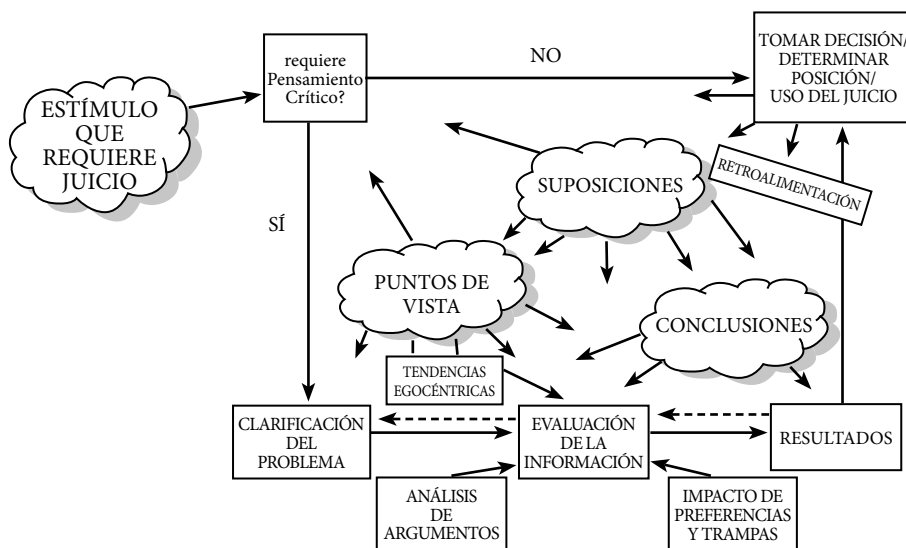 requiere
Pensamiento
Crítico?
NO
TOMAR DECISIÓN/
DETERMINAR
POSICIÓN/
USO DEL JUICIO
ESTÍMULO
QUE
REQUIERE
JUICIO
SUPOSICIONES
RETROALIMENTACIÓN
SÍ
PUNTOS DE
VISTA
CONCLUSIONES
TENDENCIAS
EGOCÉNTRICAS
CLARIFICACIÓN
DEL
PROBLEMA
EVALUACIÓN
DE LA
INFORMACIÓN
RESULTADOS
ANÁLISIS
DE
ARGUMENTOS
IMPACTO DE
PREFERENCIAS
Y TRAMPAS